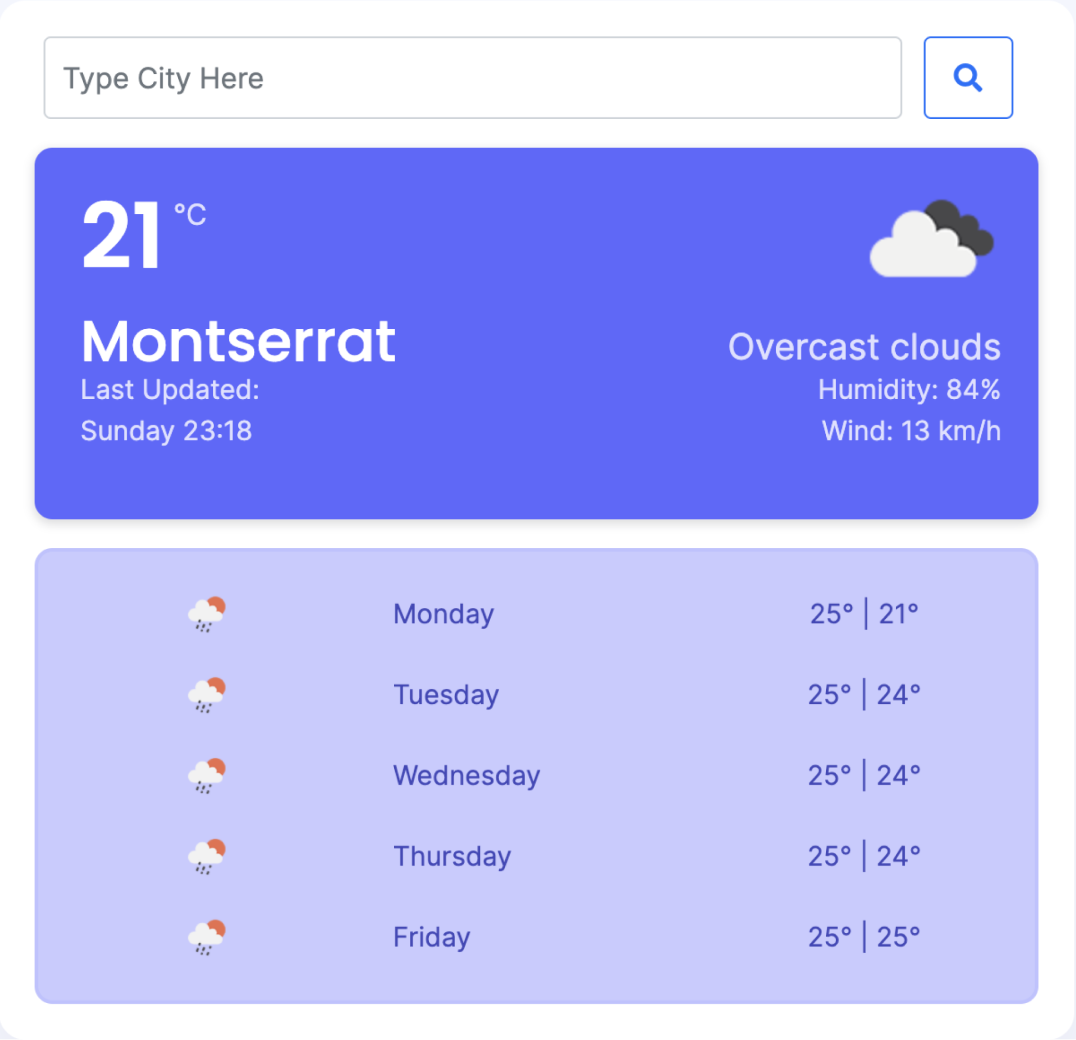 Type City Here
21 °C
Montserrat
Overcast clouds
Last Updated:
Humidity: 84%
Sunday 23:18
Wind: 13 km/h
Monday 25° | 21°
Tuesday 25° | 24°
Wednesday 25° | 24°
Thursday 25° | 24°
Friday 25° | 25°